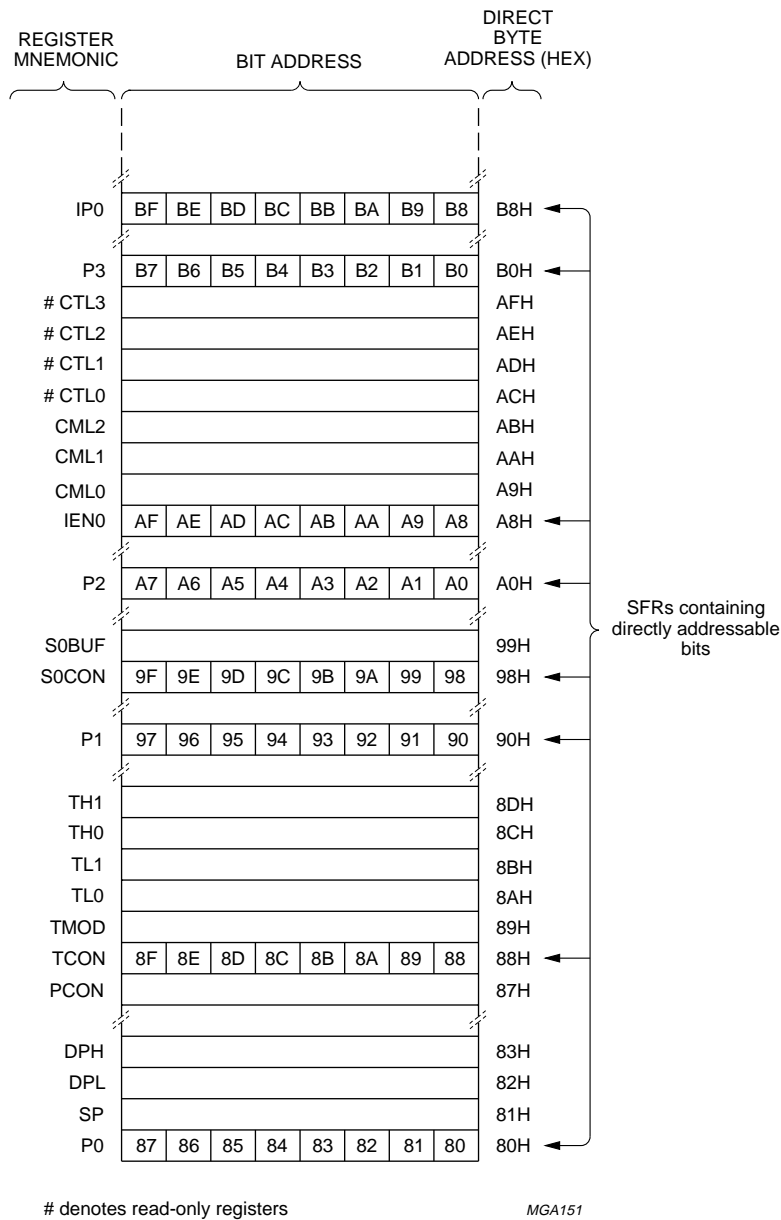 REGISTER
MNEMONIC
BIT ADDRESS
DIRECT
BYTE
ADDRESS (HEX)
IP0 BF BE BD BC BB BA B9 B8 B8H
P3 B7 B6 B5 B4 B3 B2 B1 B0 B0H
# CTL3 AFH
# CTL2 AEH
# CTL1 ADH
# CTL0 ACH
CML2 ABH
CML1 AAH
CML0 A9H
IEN0 AF AE AD AC AB AA A9 A8 A8H
P2 A7 A6 A5 A4 A3 A2 A1 A0 A0H
SFRs containing
directly addressable
bits
S0BUF 99H
S0CON 9F 9E 9D 9C 9B 9A 99 98 98H
P1 97 96 95 94 93 92 91 90 90H
TH1 8DH
TH0 8CH
TL1 8BH
TL0 8AH
TMOD 89H
TCON 8F 8E 8D 8C 8B 8A 89 88 88H
PCON 87H
DPH 83H
DPL 82H
SP 81H
P0 87 86 85 84 83 82 81 80 80H
# denotes read-only registers
MGA151